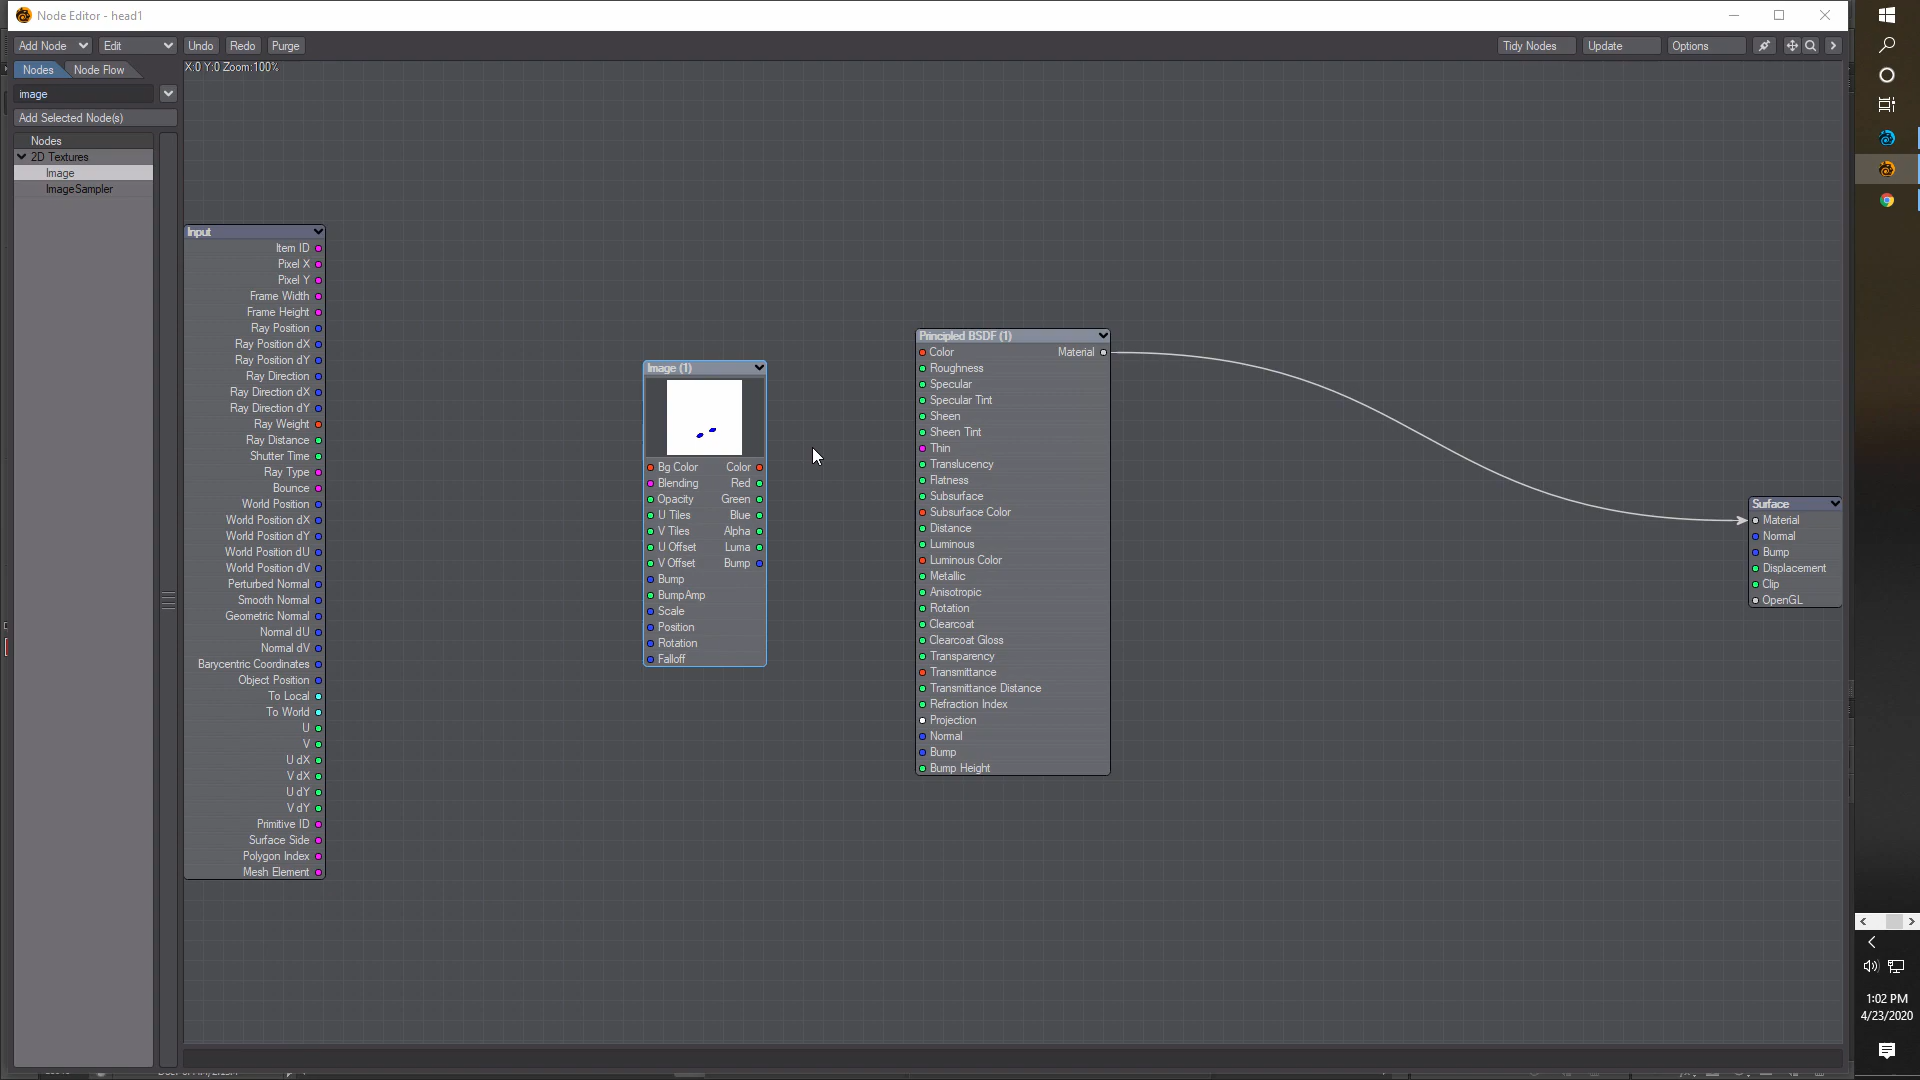 Node Editor - head1
Add Node
Edit
Undo
Redo
Purge
Tidy Nodes
Update
Options
Nodes
Node Flow
X:0 Y:0 Zoom:100%
image
Add Selected Node(s)
Nodes
2D Textures
Image
ImageSampler
Input
Item ID
Pixel X
Pixel Y
Frame Width
Frame Height
Ray Position
Ray Position dX
Ray Position dY
Ray Direction
Ray Direction dX
Ray Direction dY
Ray Weight
Ray Distance
Shutter Time
Ray Type
Bounce
World Position
World Position dX
World Position dY
World Position dU
World Position dV
Perturbed Normal
Smooth Normal
Geometric Normal
Normal dU
Normal dV
Barycentric Coordinates
Object Position
To Local
To World
U
V
U dX
V dX
U dY
V dY
Primitive ID
Surface Side
Polygon Index
Mesh Element
Image (1)
Bg Color Color
Blending Red
Opacity Green
U Tiles Blue
V Tiles Alpha
U Offset Luma
V Offset Bump
Bump
BumpAmp
Scale
Position
Rotation
Falloff
Principled BSDF (1)
Color Material
Roughness
Specular
Specular Tint
Sheen
Sheen Tint
Thin
Translucency
Flatness
Subsurface
Subsurface Color
Distance
Luminous
Luminous Color
Metallic
Anisotropic
Rotation
Clearcoat
Clearcoat Gloss
Transparency
Transmittance
Transmittance Distance
Refraction Index
Projection
Normal
Bump
Bump Height
Surface
Material
Normal
Bump
Displacement
Clip
OpenGL
1:02 PM
4/23/2020